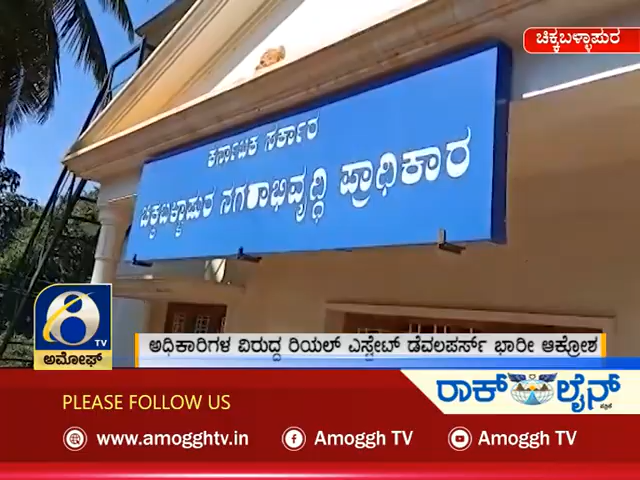 ಚಿಕ್ಕಬಳ್ಳಾಪುರ
ಕರ್ನಾಟಕ ಸರ್ಕಾರ
ಚಿಕ್ಕಬಳ್ಳಾಪುರ ನಗರಾಭಿವೃದ್ಧಿ ಪ್ರಾಧಿಕಾರ
TV
ಅಮೋಘ್
ಅಧಿಕಾರಿಗಳ ವಿರುದ್ದ ರಿಯಲ್ ಎಸ್ಟೇಟ್ ಡೆವಲಪರ್ಸ್ ಭಾರೀ ಆಕ್ರೋಶ
PLEASE FOLLOW US
ರಾಕ್ ಲೈನ್
www.amogghtv.in
Amoggh TV
Amoggh TV